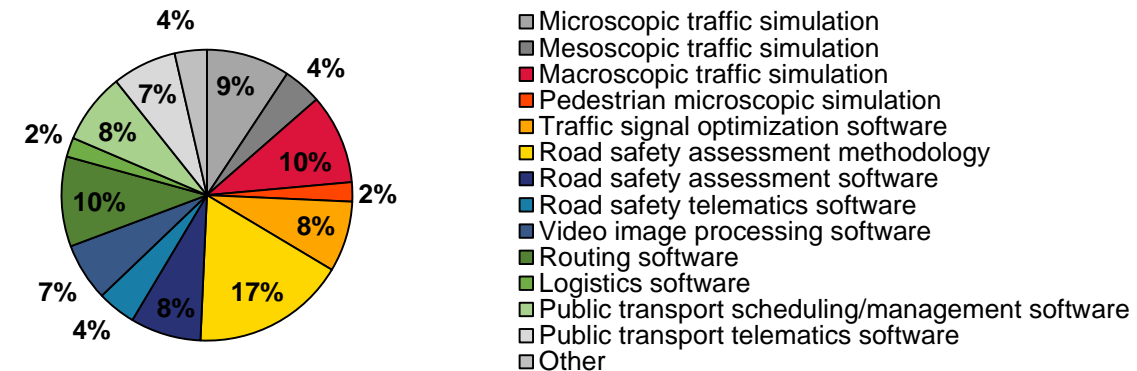 4%
9%
4%
7%
8%
2%
10%
10%
2%
8%
17%
8%
7%
4%
Microscopic traffic simulation
Mesoscopic traffic simulation
Macroscopic traffic simulation
Pedestrian microscopic simulation
Traffic signal optimization software
Road safety assessment methodology
Road safety assessment software
Road safety telematics software
Video image processing software
Routing software
Logistics software
Public transport scheduling/management software
Public transport telematics software
Other